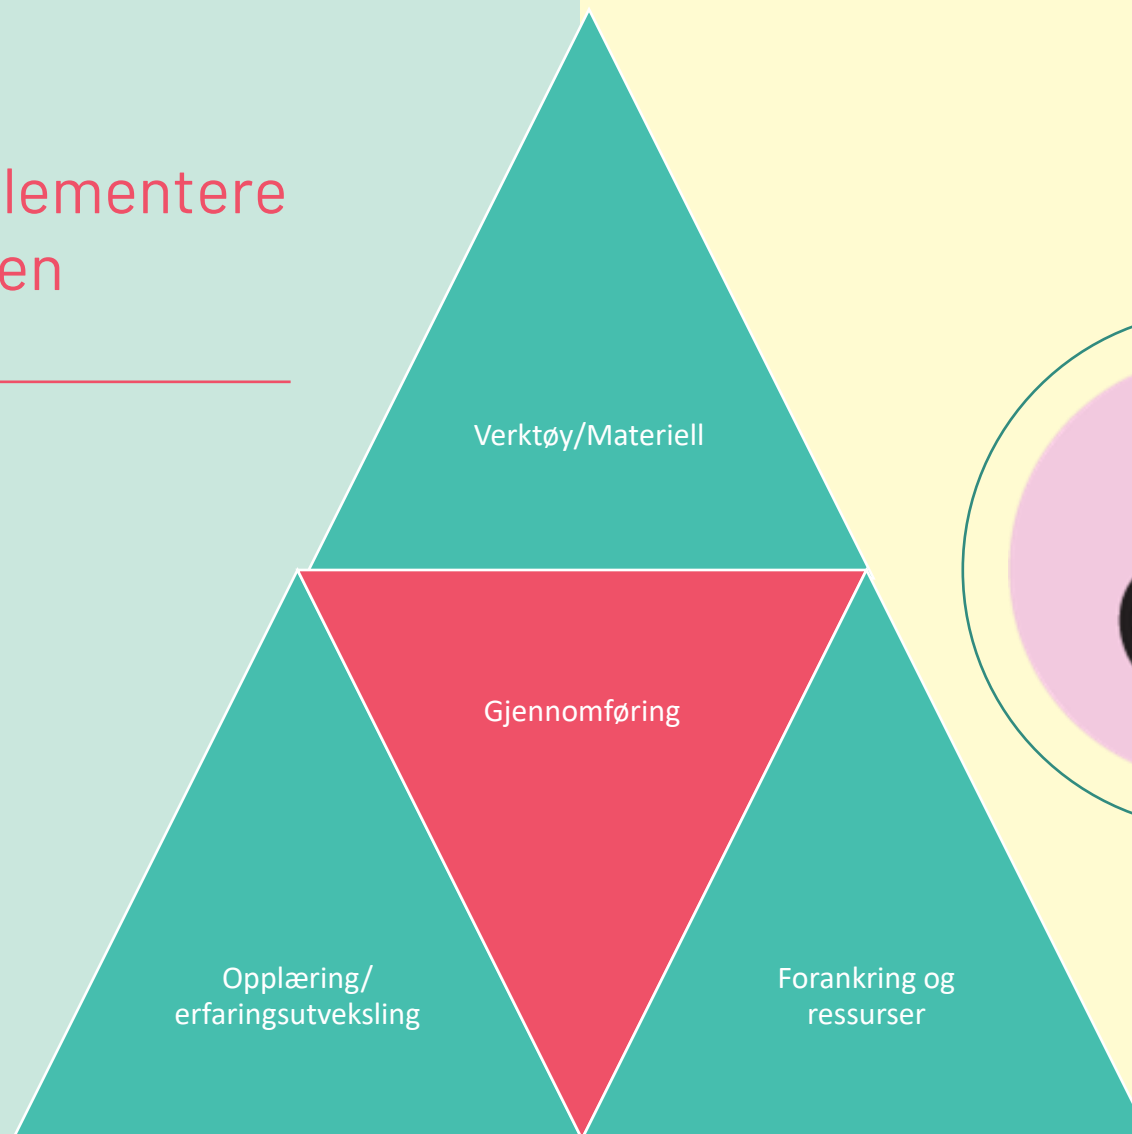 lementere
en
Verktøy/Materiell
Gjennomføring
Opplæring/
erfaringsutveksling
Forankring og
ressurser